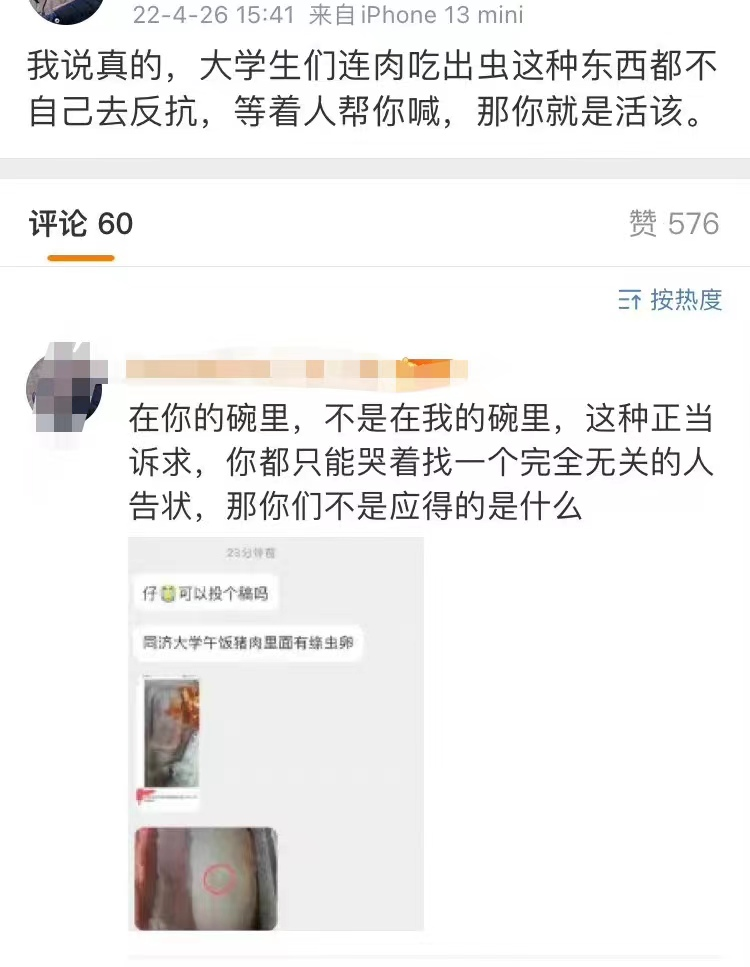 22-4-26 15:41 来自iPhone 13 mini
我说真的，大学生们连肉吃出虫这种东西都不
自己去反抗，等着人帮你喊，那你就是活该。
评论 60
赞 576
按热度
在你的碗里，不是在我的碗里，这种正当
诉求，你都只能哭着找一个完全无关的人
告状，那你们不是应得的是什么
23分钟前
仔🐸可以投个稿吗
同济大学午饭猪肉里面有绦虫卵